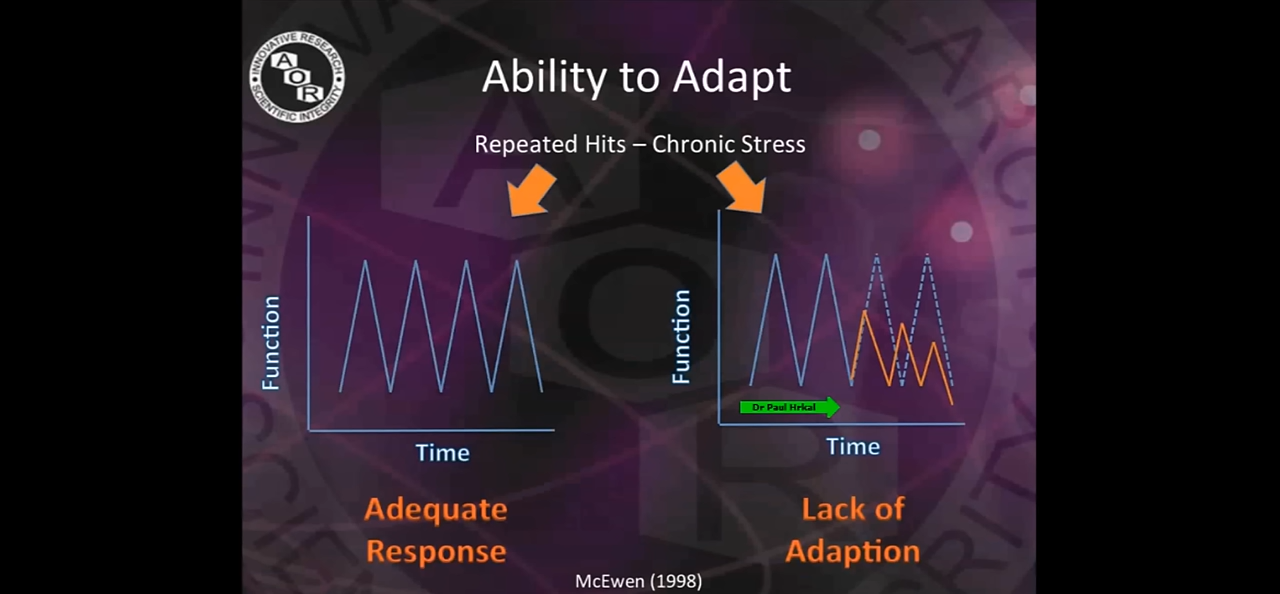 INNOVATIVE RESEARCH
SCIENTIFIC INTEGRITY
A
O
R
Ability to Adapt
Repeated Hits – Chronic Stress
Function
Time
Adequate
Response
Function
Dr Paul Hrkal
Time
Lack of
Adaption
McEwen (1998)